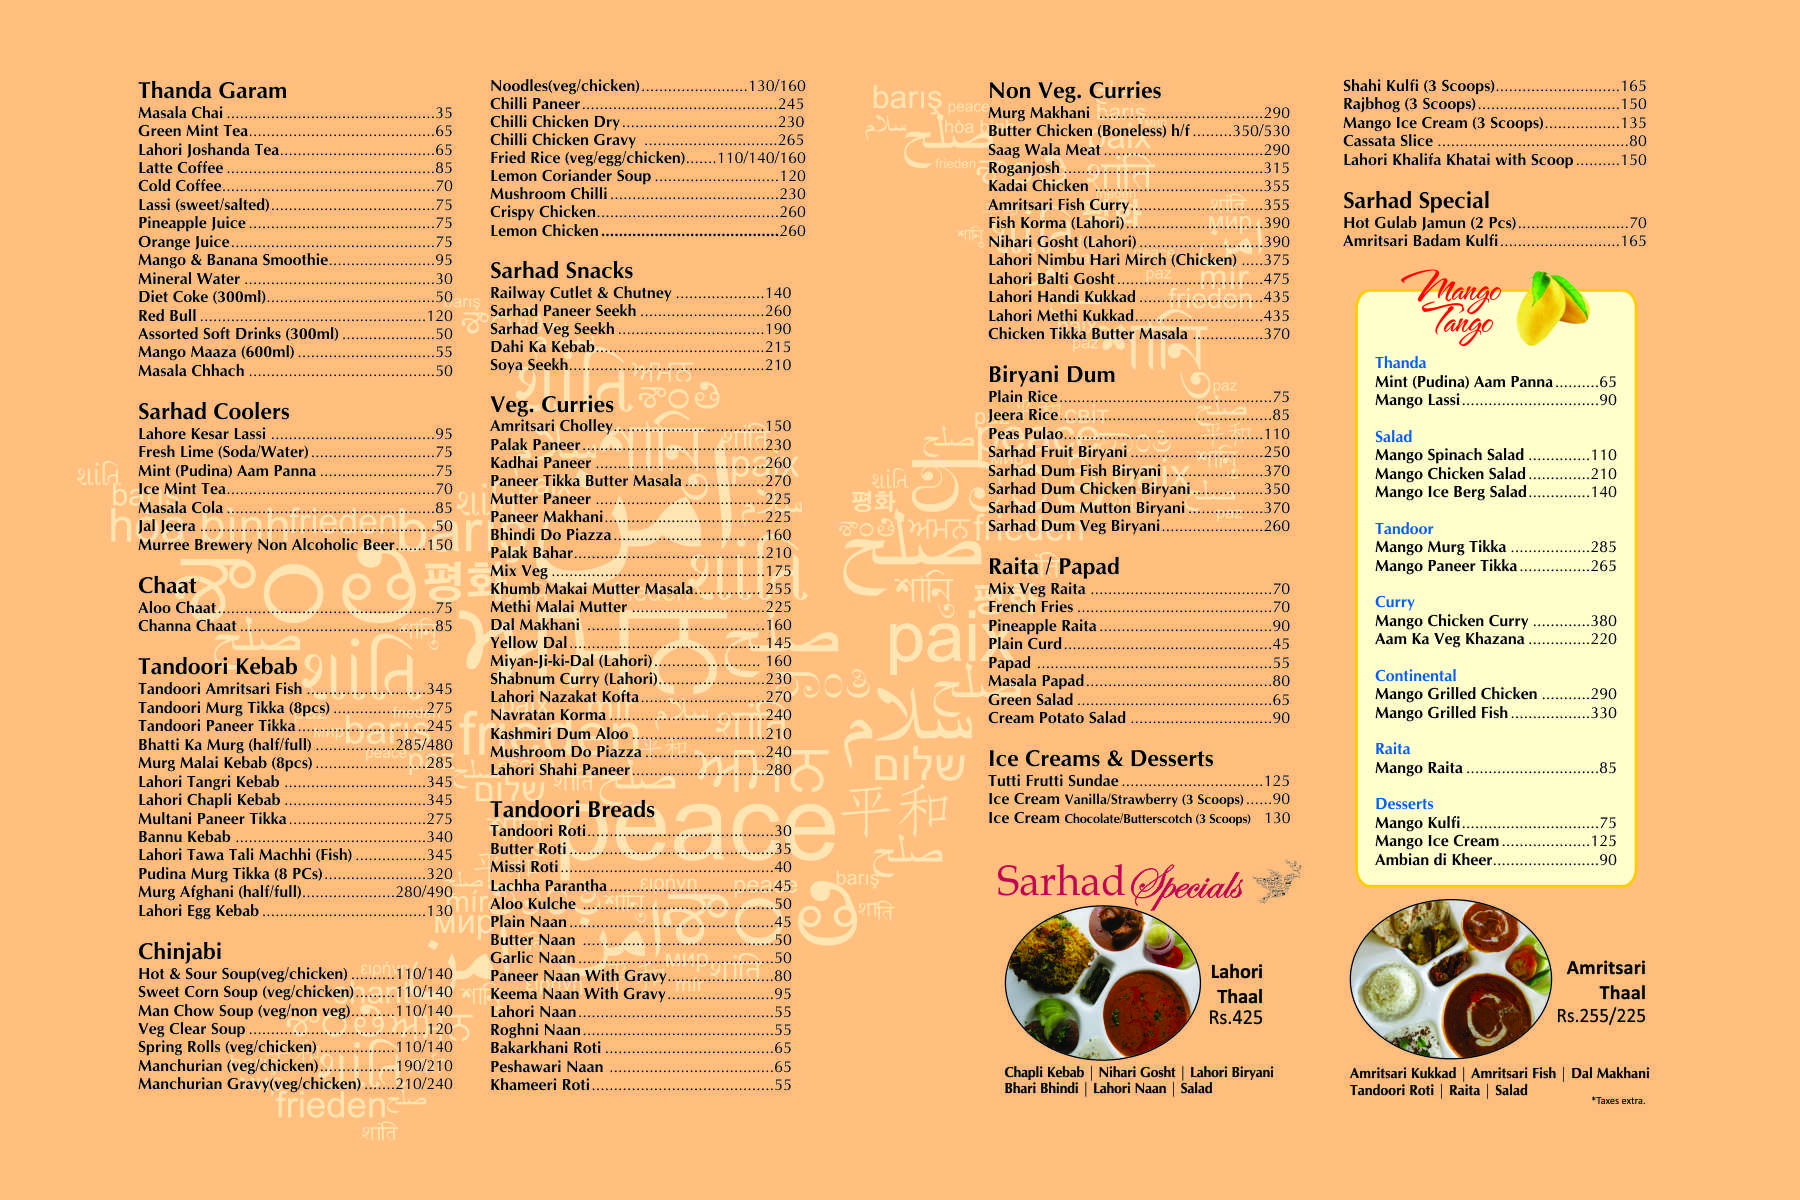 Thanda Garam
Masala Chai ...............35
Green Mint Tea...............65
Lahori Joshanda Tea...............65
Latte Coffee ...............85
Cold Coffee...............70
Lassi (sweet/salted)...............75
Pineapple Juice ...............75
Orange Juice...............75
Mango & Banana Smoothie...............95
Mineral Water ...............30
Diet Coke (300ml)...............50
Red Bull ...............120
Assorted Soft Drinks (300ml) ...............50
Mango Maaza (600ml) ...............55
Masala Chhach ...............50
Sarhad Coolers
Lahore Kesar Lassi ...............95
Fresh Lime (Soda/Water)...............75
Mint (Pudina) Aam Panna ...............75
Ice Mint Tea...............70
Masala Cola ...............85
Jal Jeera ...............50
Murree Brewery Non Alcoholic Beer.......150
Chaat
Aloo Chaat...............75
Channa Chaat ...............85
Tandoori Kebab
Tandoori Amritsari Fish ...............345
Tandoori Murg Tikka (8pcs) ...............275
Tandoori Paneer Tikka...............245
Bhatti Ka Murg (half/full) ...............285/480
Murg Malai Kebab (8pcs) ...............285
Lahori Tangri Kebab ...............345
Lahori Chapli Kebab ...............345
Multani Paneer Tikka...............275
Bannu Kebab ...............340
Lahori Tawa Tali Machhi (Fish) ...............345
Pudina Murg Tikka (8 PCs)...............320
Murg Afghani (half/full)...............280/490
Lahori Egg Kebab ...............130
Chinjabi
Hot & Sour Soup(veg/chicken) ..........110/140
Sweet Corn Soup (veg/chicken) ........110/140
Man Chow Soup (veg/non veg)..........110/140
Veg Clear Soup ...............120
Spring Rolls (veg/chicken) ...............110/140
Manchurian (veg/chicken)...............190/210
Manchurian Gravy(veg/chicken) .......210/240
Noodles(veg/chicken)...............130/160
Chilli Paneer...............245
Chilli Chicken Dry...............230
Chilli Chicken Gravy ...............265
Fried Rice (veg/egg/chicken).......110/140/160
Lemon Coriander Soup ...............120
Mushroom Chilli...............230
Crispy Chicken...............260
Lemon Chicken...............260
Sarhad Snacks
Railway Cutlet & Chutney ...............140
Sarhad Paneer Seekh ...............260
Sarhad Veg Seekh ...............190
Dahi Ka Kebab...............215
Soya Seekh...............210
Veg. Curries
Amritsari Cholley...............150
Palak Paneer...............230
Kadhai Paneer ...............260
Paneer Tikka Butter Masala ...............270
Mutter Paneer ...............225
Paneer Makhani...............225
Bhindi Do Piazza...............160
Palak Bahar...............210
Mix Veg ...............175
Khumb Makai Mutter Masala...............255
Methi Malai Mutter ...............225
Dal Makhani ...............160
Yellow Dal...............145
Miyan-Ji-ki-Dal (Lahori)...............160
Shabnum Curry (Lahori)...............230
Lahori Nazakat Kofta...............270
Navratan Korma ...............240
Kashmiri Dum Aloo ...............210
Mushroom Do Piazza ...............240
Lahori Shahi Paneer...............280
Tandoori Breads
Tandoori Roti...............30
Butter Roti...............35
Missi Roti...............40
Lachha Parantha...............45
Aloo Kulche ...............50
Plain Naan...............45
Butter Naan ...............50
Garlic Naan...............50
Paneer Naan With Gravy...............80
Keema Naan With Gravy...............95
Lahori Naan...............55
Roghni Naan...............55
Bakarkhani Roti ...............65
Peshawari Naan ...............65
Khameeri Roti...............55
Non Veg. Curries
Murg Makhani ...............290
Butter Chicken (Boneless) h/f .........350/530
Saag Wala Meat...............290
Roganjosh ...............315
Kadai Chicken ...............355
Amritsari Fish Curry...............355
Fish Korma (Lahori)...............390
Nihari Gosht (Lahori)...............390
Lahori Nimbu Hari Mirch (Chicken) .....375
Lahori Balti Gosht ...............475
Lahori Handi Kukkad ...............435
Lahori Methi Kukkad...............435
Chicken Tikka Butter Masala ...............370
Biryani Dum
Plain Rice...............75
Jeera Rice...............85
Peas Pulao...............110
Sarhad Fruit Biryani ...............250
Sarhad Dum Fish Biryani ...............370
Sarhad Dum Chicken Biryani...............350
Sarhad Dum Mutton Biryani ...............370
Sarhad Dum Veg Biryani...............260
Raita / Papad
Mix Veg Raita ...............70
French Fries ...............70
Pineapple Raita...............90
Plain Curd...............45
Papad ...............55
Masala Papad...............80
Green Salad ...............65
Cream Potato Salad ...............90
Ice Creams & Desserts
Tutti Frutti Sundae ...............125
Ice Cream Vanilla/Strawberry (3 Scoops)......90
Ice Cream Chocolate/Butterscotch (3 Scoops) 130
Sarhad Specials
Lahori
Thaal
Rs.425
Chapli Kebab | Nihari Gosht | Lahori Biryani
Bhari Bhindi | Lahori Naan | Salad
Shahi Kulfi (3 Scoops)...............165
Rajbhog (3 Scoops)...............150
Mango Ice Cream (3 Scoops)...............135
Cassata Slice ...............80
Lahori Khalifa Khatai with Scoop..........150
Sarhad Special
Hot Gulab Jamun (2 Pcs)...............70
Amritsari Badam Kulfi...............165
Mango
Tango
Thanda
Mint (Pudina) Aam Panna..........65
Mango Lassi...............90
Salad
Mango Spinach Salad ..............110
Mango Chicken Salad..............210
Mango Ice Berg Salad..............140
Tandoor
Mango Murg Tikka ...............285
Mango Paneer Tikka...............265
Curry
Mango Chicken Curry .............380
Aam Ka Veg Khazana ..............220
Continental
Mango Grilled Chicken ...........290
Mango Grilled Fish ...............330
Raita
Mango Raita ...............85
Desserts
Mango Kulfi...............75
Mango Ice Cream...............125
Ambian di Kheer...............90
Amritsari
Thaal
Rs.255/225
Amritsari Kukkad | Amritsari Fish | Dal Makhani
Tandoori Roti | Raita | Salad
*Taxes extra.